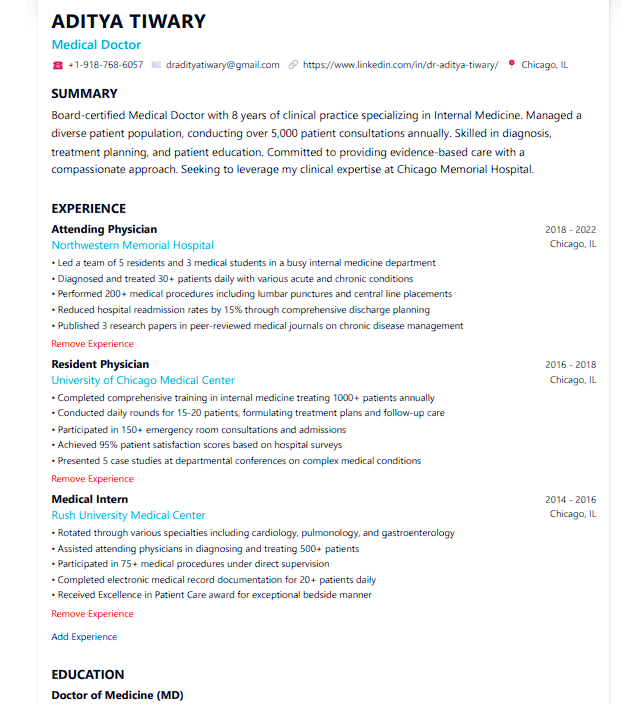 ADITYA TIWARY
Medical Doctor
☎ +1-918-768-6057 ✉ dradityatiwary@gmail.com 🔗 https://www.linkedin.com/in/dr-aditya-tiwary/ 📍 Chicago, IL
SUMMARY
Board-certified Medical Doctor with 8 years of clinical practice specializing in Internal Medicine. Managed a
diverse patient population, conducting over 5,000 patient consultations annually. Skilled in diagnosis,
treatment planning, and patient education. Committed to providing evidence-based care with a
compassionate approach. Seeking to leverage my clinical expertise at Chicago Memorial Hospital.
EXPERIENCE
Attending Physician 2018 - 2022
Northwestern Memorial Hospital Chicago, IL
• Led a team of 5 residents and 3 medical students in a busy internal medicine department
• Diagnosed and treated 30+ patients daily with various acute and chronic conditions
• Performed 200+ medical procedures including lumbar punctures and central line placements
• Reduced hospital readmission rates by 15% through comprehensive discharge planning
• Published 3 research papers in peer-reviewed medical journals on chronic disease management
Remove Experience
Resident Physician 2016 - 2018
University of Chicago Medical Center Chicago, IL
• Completed comprehensive training in internal medicine treating 1000+ patients annually
• Conducted daily rounds for 15-20 patients, formulating treatment plans and follow-up care
• Participated in 150+ emergency room consultations and admissions
• Achieved 95% patient satisfaction scores based on hospital surveys
• Presented 5 case studies at departmental conferences on complex medical conditions
Remove Experience
Medical Intern 2014 - 2016
Rush University Medical Center Chicago, IL
• Rotated through various specialties including cardiology, pulmonology, and gastroenterology
• Assisted attending physicians in diagnosing and treating 500+ patients
• Participated in 75+ medical procedures under direct supervision
• Completed electronic medical record documentation for 20+ patients daily
• Received Excellence in Patient Care award for exceptional bedside manner
Remove Experience
Add Experience
EDUCATION
Doctor of Medicine (MD)